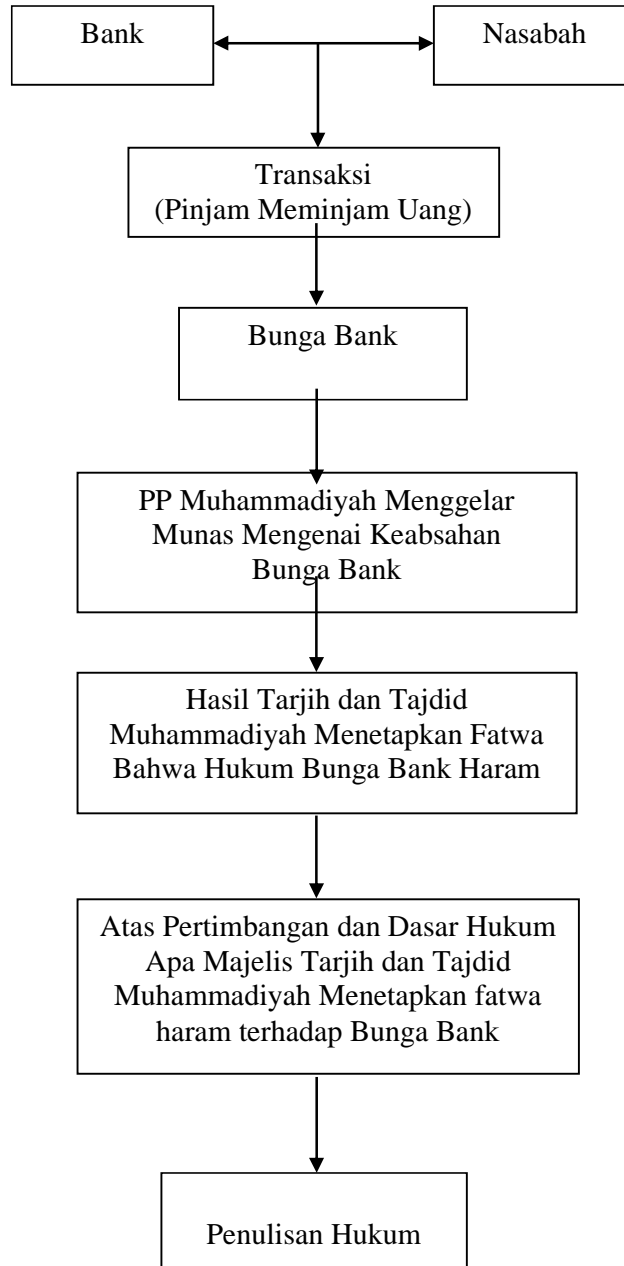 Bank
Nasabah
Transaksi
(Pinjam Meminjam Uang)
Bunga Bank
PP Muhammadiyah Menggelar
Munas Mengenai Keabsahan
Bunga Bank
Hasil Tarjih dan Tajdid
Muhammadiyah Menetapkan Fatwa
Bahwa Hukum Bunga Bank Haram
Atas Pertimbangan dan Dasar Hukum
Apa Majelis Tarjih dan Tajdid
Muhammadiyah Menetapkan fatwa
haram terhadap Bunga Bank
Penulisan Hukum